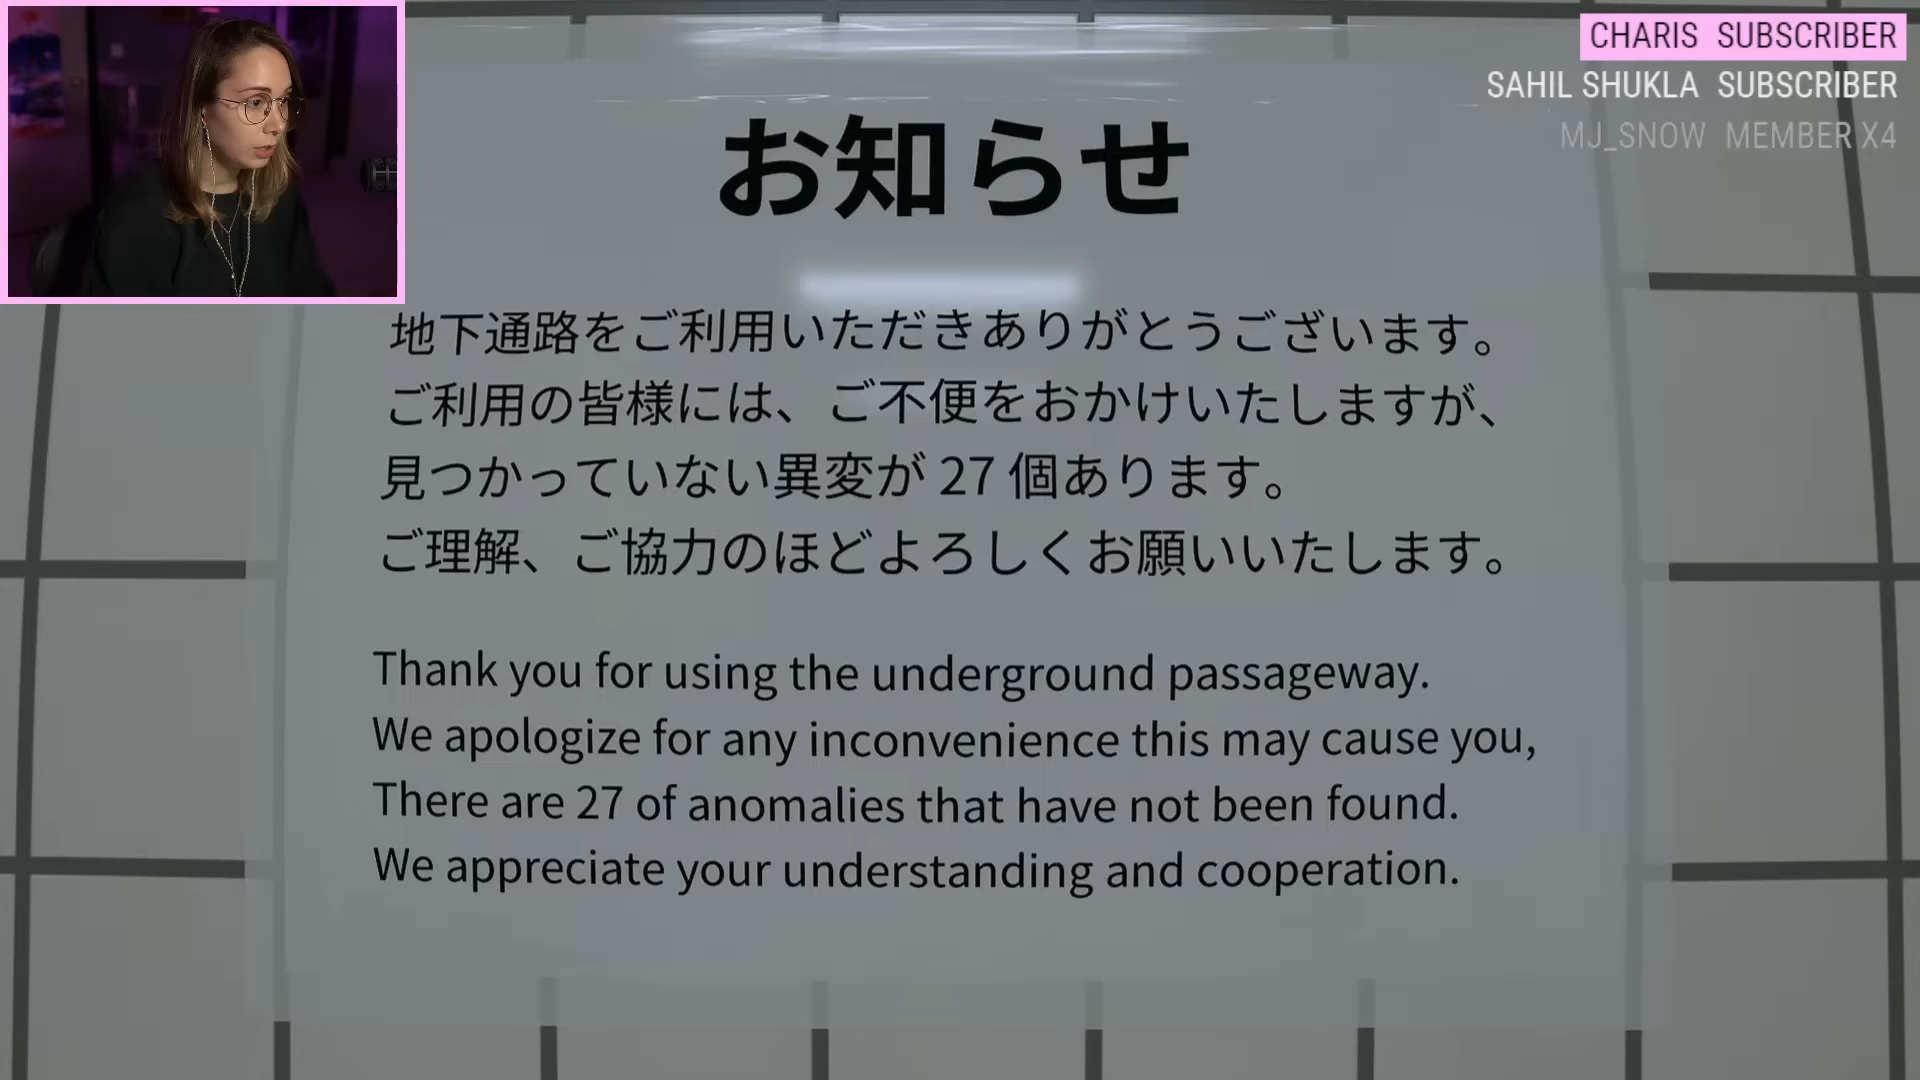 CHARIS SUBSCRIBER
SAHIL SHUKLA SUBSCRIBER
MJ_SNOW MEMBER X4
お知らせ
地下通路をご利用いただきありがとうございます。
ご利用の皆様には、ご不便をおかけいたしますが、
見つかっていない異変が 27 個あります。
ご理解、ご協力のほどよろしくお願いいたします。
Thank you for using the underground passageway.
We apologize for any inconvenience this may cause you,
There are 27 of anomalies that have not been found.
We appreciate your understanding and cooperation.